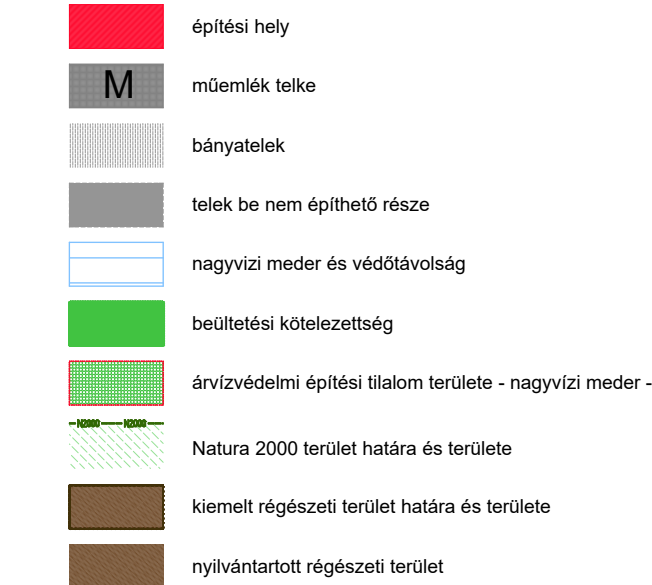 építési hely
M
műemlék telke
bányatelek
telek be nem építhető része
nagyvizi meder és védőtávolság
beültetési kötelezettség
árvízvédelmi építési tilalom területe - nagyvízi meder -
N2000 N2000
Natura 2000 terület határa és területe
kiemelt régészeti terület határa és területe
nyilvántartott régészeti terület